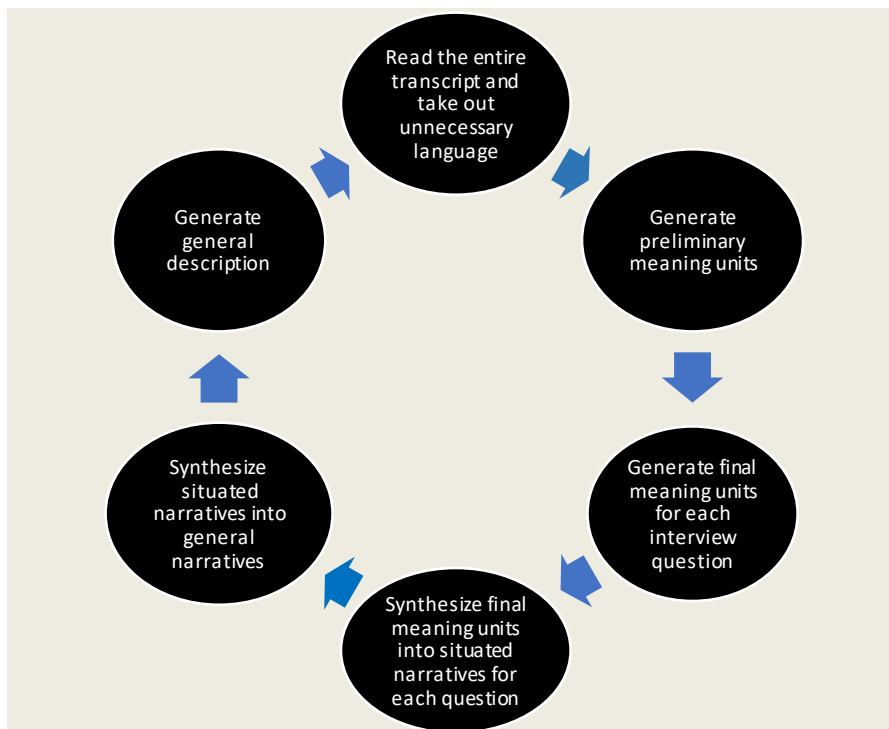 Read the entire
transcript and
take out
unnecessary
language
Generate
preliminary
meaning units
Generate final
meaning units
for each
interview
question
Synthesize final
meaning units
into situated
narratives for
each question
Synthesize
situated
narratives into
general
narratives
Generate
general
description